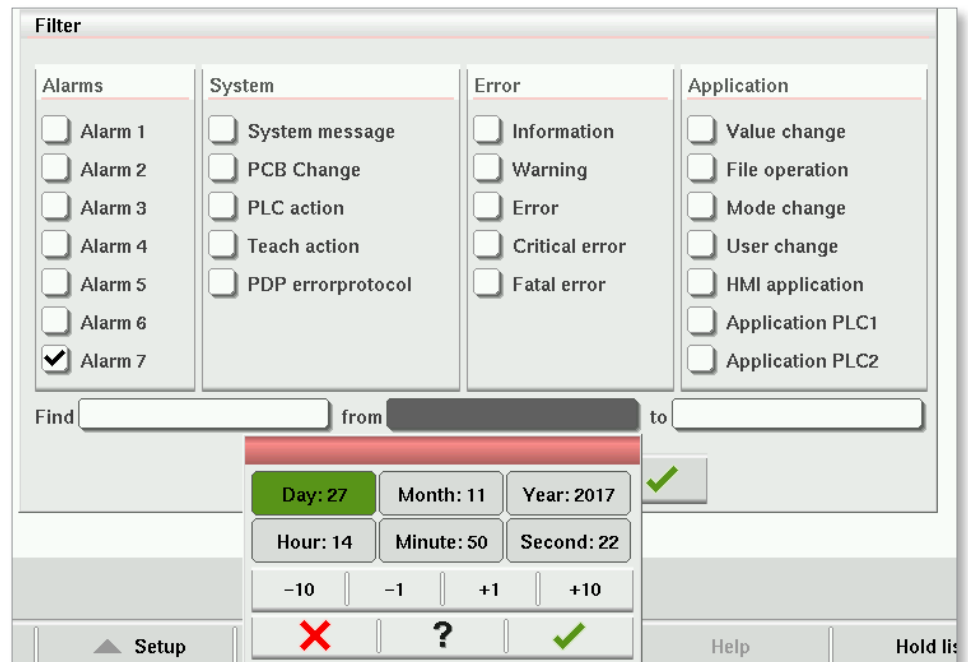 Filter
Alarms System Error Application
Alarm 1 System message Information Value change
Alarm 2 PCB Change Warning File operation
Alarm 3 PLC action Error Mode change
Alarm 4 Teach action Critical error User change
Alarm 5 PDP errorprotocol Fatal error HMI application
Alarm 6 Application PLC1
Alarm 7 Application PLC2
Find from to
Day: 27 Month: 11 Year: 2017
Hour: 14 Minute: 50 Second: 22
-10 -1 +1 +10
?
Setup Help Hold lis